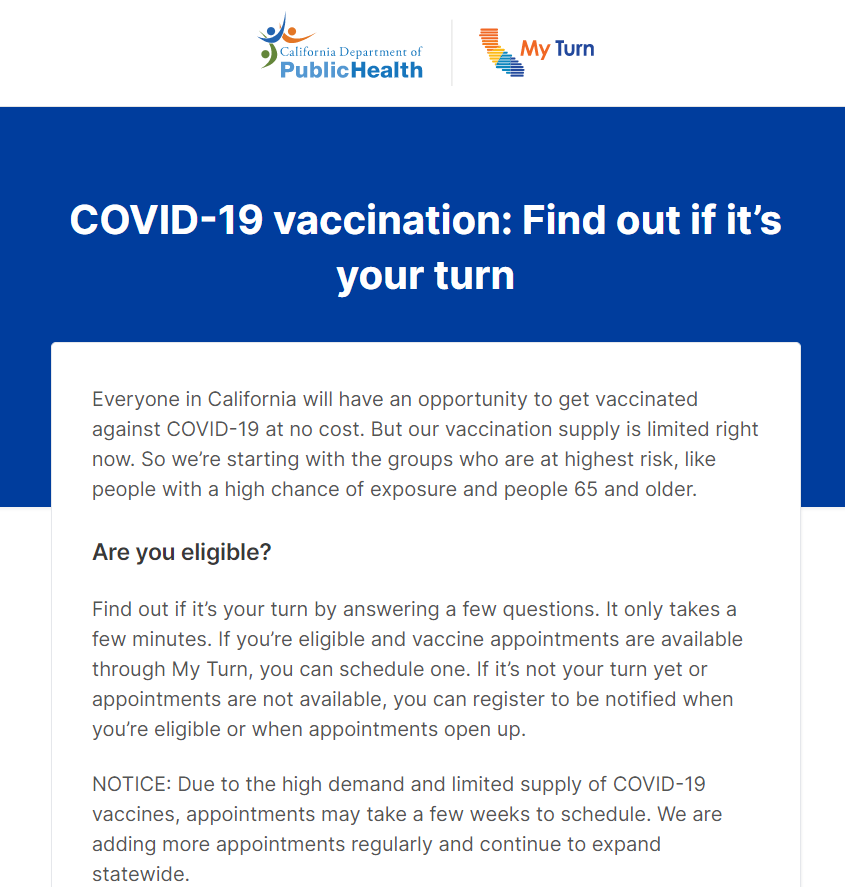 California Department of
PublicHealth
My Turn
COVID-19 vaccination: Find out if it’s
your turn
Everyone in California will have an opportunity to get vaccinated
against COVID-19 at no cost. But our vaccination supply is limited right
now. So we’re starting with the groups who are at highest risk, like
people with a high chance of exposure and people 65 and older.
Are you eligible?
Find out if it’s your turn by answering a few questions. It only takes a
few minutes. If you’re eligible and vaccine appointments are available
through My Turn, you can schedule one. If it’s not your turn yet or
appointments are not available, you can register to be notified when
you’re eligible or when appointments open up.
NOTICE: Due to the high demand and limited supply of COVID-19
vaccines, appointments may take a few weeks to schedule. We are
adding more appointments regularly and continue to expand
statewide.